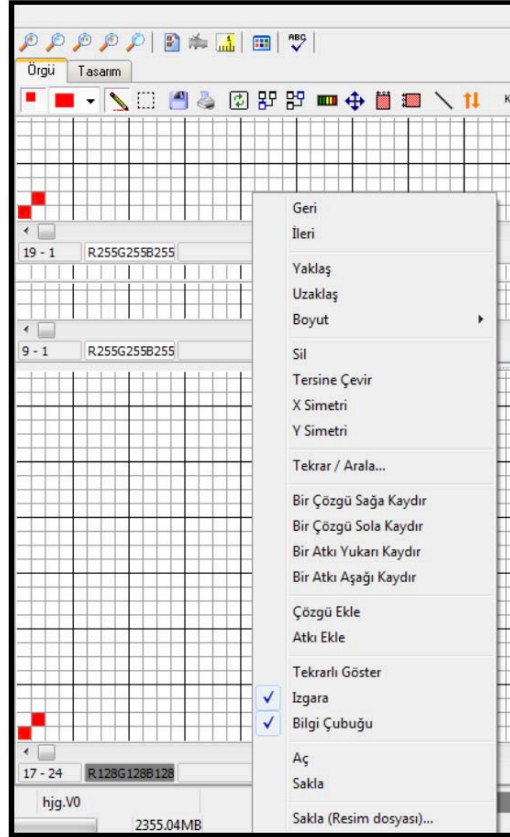 ABC
Örgü Tasarım
K
19 - 1 R255G255B255
9 - 1 R255G255B255
Geri
İleri
Yaklaş
Uzaklaş
Boyut
Sil
Tersine Çevir
X Simetri
Y Simetri
Tekrar / Arala...
Bir Çözgü Sağa Kaydır
Bir Çözgü Sola Kaydır
Bir Atkı Yukarı Kaydır
Bir Atkı Aşağı Kaydır
Çözgü Ekle
Atkı Ekle
Tekrarlı Göster
Izgara
Bilgi Çubuğu
Aç
Sakla
Sakla (Resim dosyası)...
17 - 24 R128G128B128
hjg.V0
2355.04MB